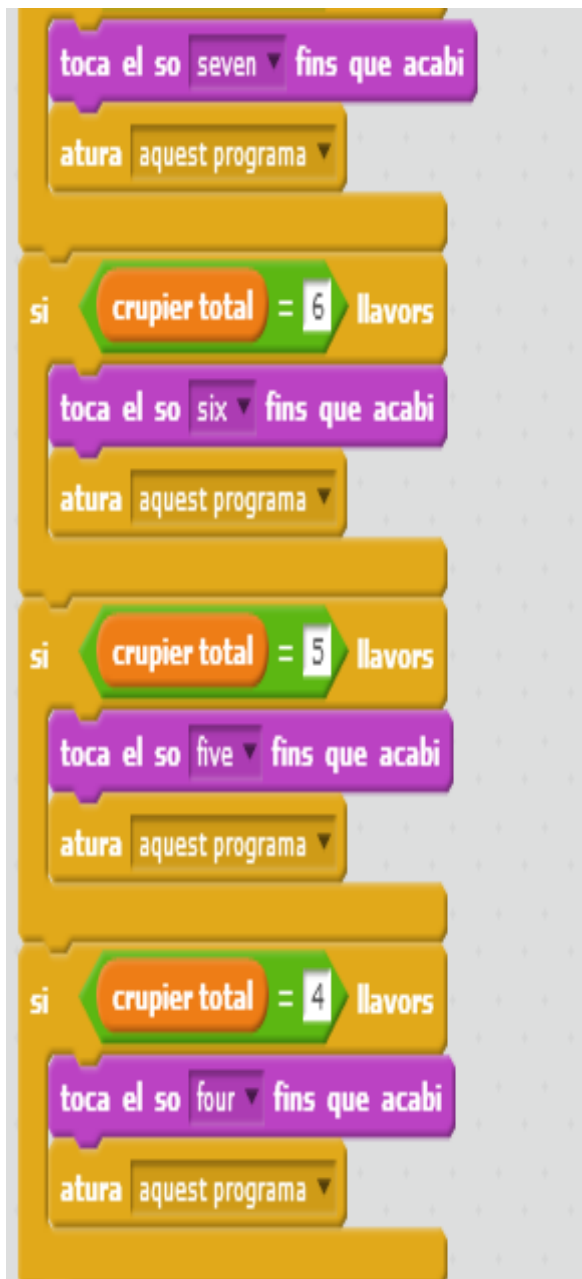 toca el so seven fins que acabi
atura aquest programa
si crupier total = 6 llavors
toca el so six fins que acabi
atura aquest programa
si crupier total = 5 llavors
toca el so five fins que acabi
atura aquest programa
si crupier total = 4 llavors
toca el so four fins que acabi
atura aquest programa